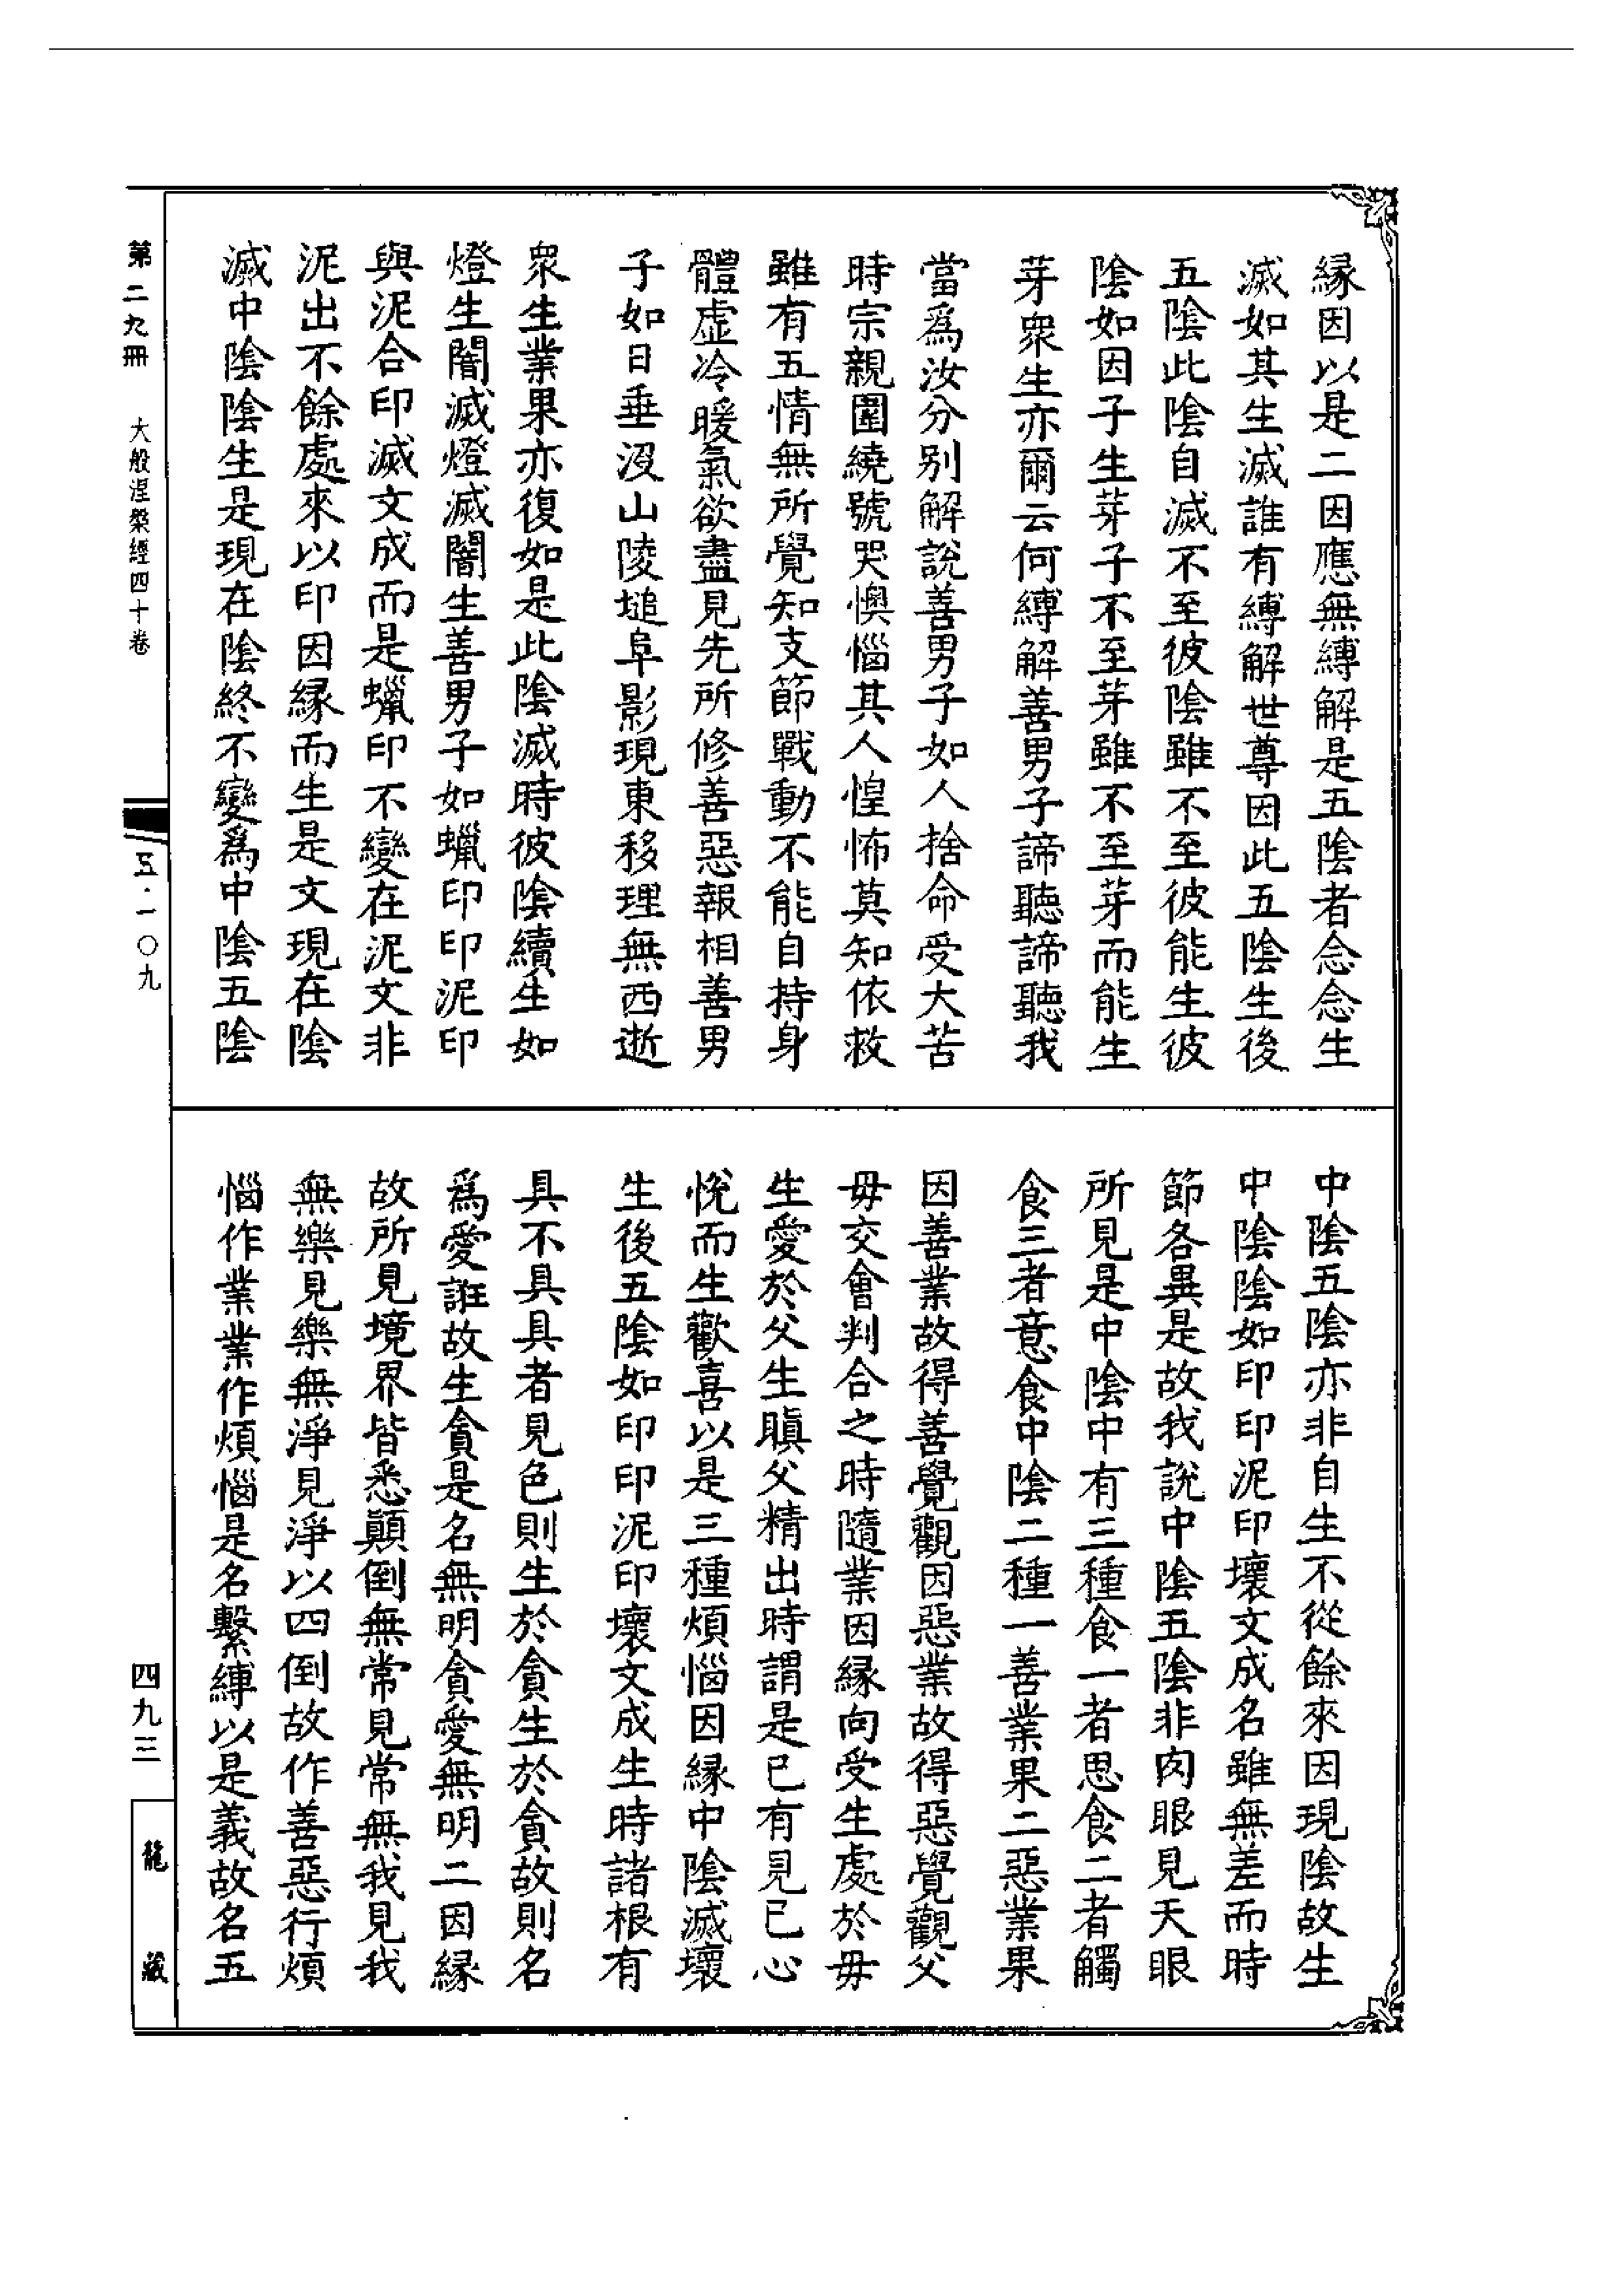 緣因以是二因應無縛解是五陰者念念生
滅如其生滅誰有縛解世尊因此五陰生後
五陰此陰自滅不至彼陰雖不至彼能生彼
陰如因子生芽子不至芽雖不至芽而能生
芽衆生亦爾云何縛解善男子諦聽諦聽我
當爲汝分别解說善男子如人捨命受大苦
時宗親圍繞號哭懊惱其人惶怖莫知依救
雖有五情無所覺知支節戰動不能自持身
體虛冷暖氣欲盡見先所修善惡報相善男
子如日垂沒山陵塠阜影現東移理無西逝
衆生業果亦復如是此陰滅時彼陰續生如
燈生闇滅燈滅闇生善男子如蠟印印泥印
與泥合印滅文成而是蠟印不變在泥文非
泥出不餘處來以印因緣而生是文現在陰
滅中陰陰生是現在陰終不變爲中陰五陰
中陰五陰亦非自生不從餘來因現陰故生
中陰陰如印印泥印壞文成名雖無差而時
節各異是故我說中陰五陰非肉眼見天眼
所見是中陰中有三種食一者思食二者觸
食三者意食中陰二種一善業果二惡業果
因善業故得善覺觀因惡業故得惡覺觀父
毋交會判合之時隨業因緣向受生處於毋
生愛於父生瞋父精出時謂是已有見已心
悅而生歡喜以是三種煩惱因緣中陰滅壞
生後五陰如印印泥印壞文成生時諸根有
具不具具者見色則生於貪生於貪故則名
爲愛誑故生貪是名無明貪愛無明二因緣
故所見境界皆悉顚倒無常見常無我見我
無樂見樂無淨見淨以四倒故作善惡行煩
惱作業業作煩惱是名繫縛以是義故名五
第二九冊
大般涅槃經四十卷
五·一〇九
四九三
龍藏